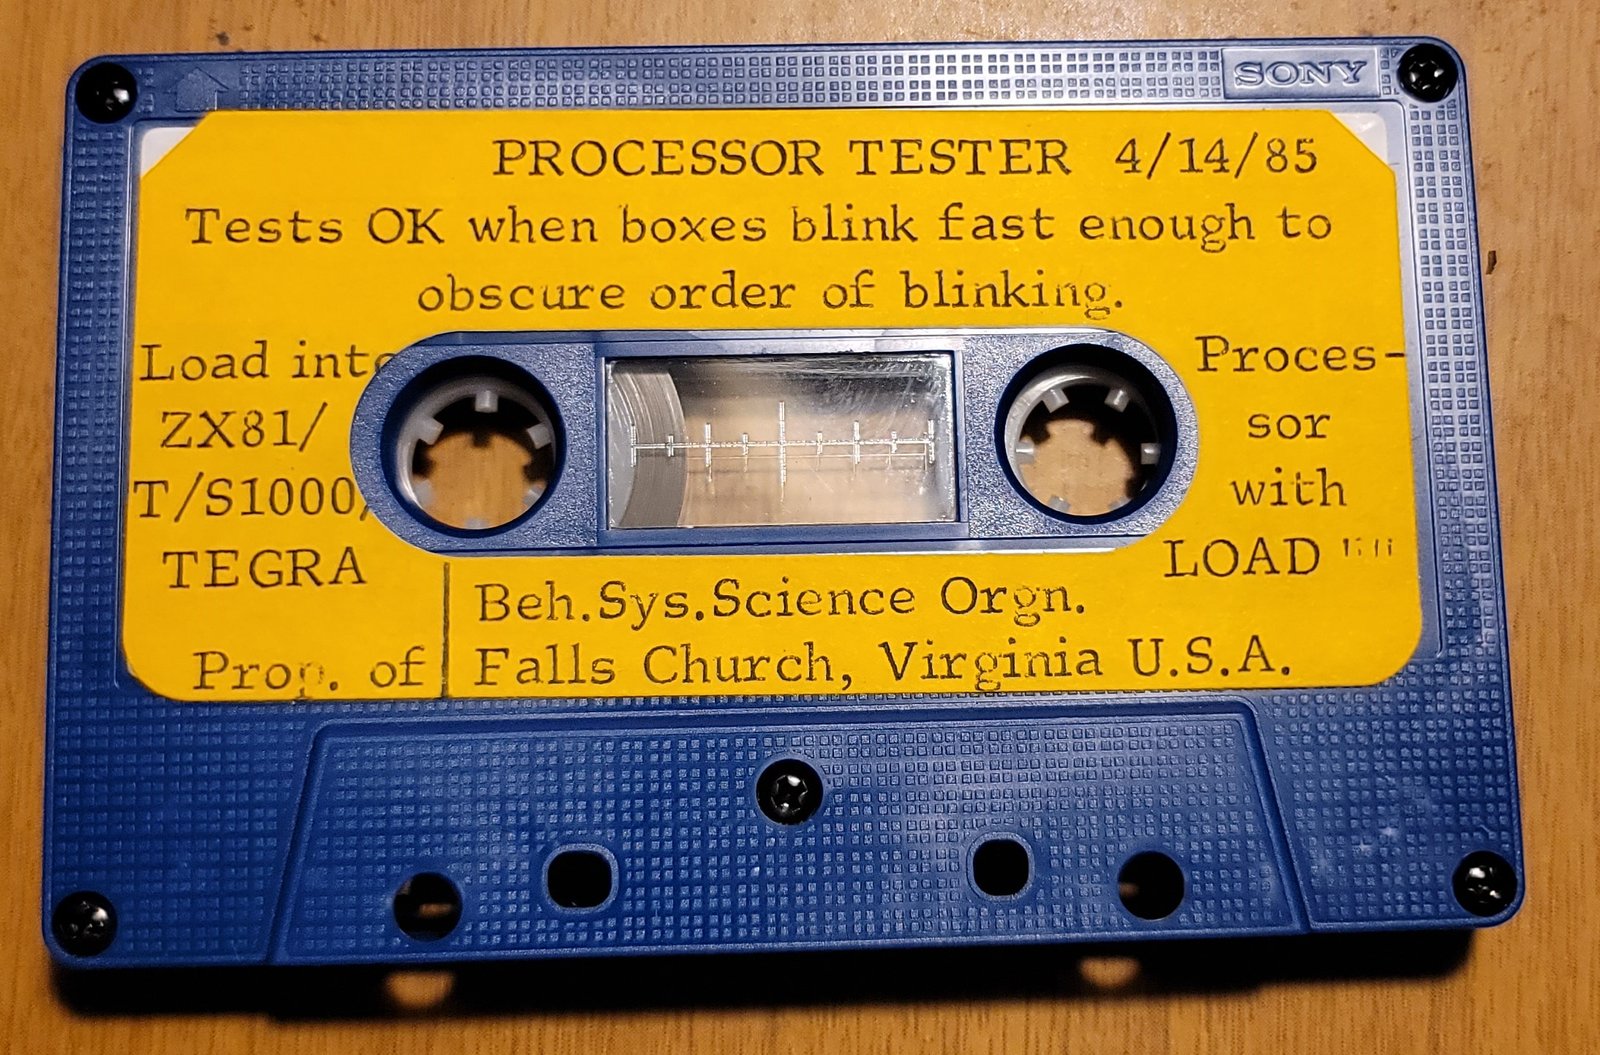 SONY
PROCESSOR TESTER 4/14/85
Tests OK when boxes blink fast enough to
obscure order of blinking.
Load into
ZX81/
T/S1000/
TEGRA
Proces-
sor
with
LOAD ""
Prop. of
Beh.Sys.Science Orgn.
Falls Church, Virginia U.S.A.